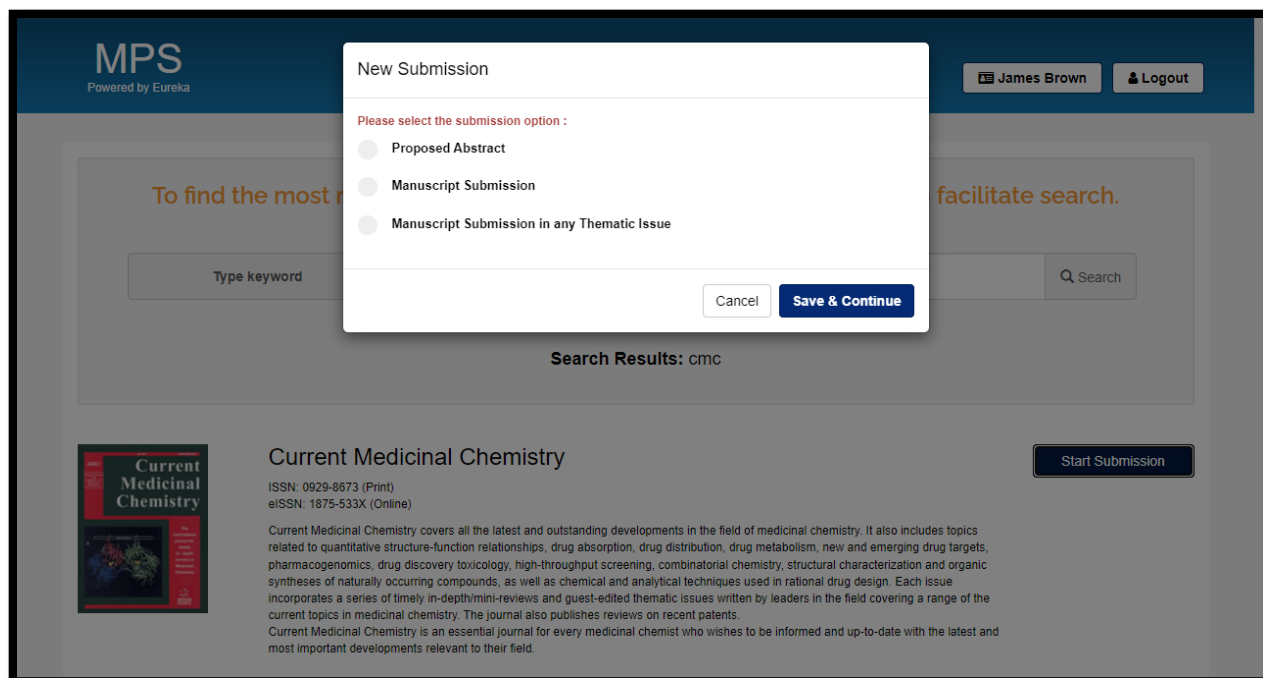 MPS
Powered by Eureka
James Brown
Logout
New Submission
Please select the submission option :
Proposed Abstract
Manuscript Submission
Manuscript Submission in any Thematic Issue
Cancel
Save & Continue
To find the most
facilitate search.
Type keyword
Search
Search Results: cmc
Current
Medicinal
Chemistry
Current Medicinal Chemistry
Start Submission
ISSN: 0929-8673 (Print)
eISSN: 1875-533X (Online)
Current Medicinal Chemistry covers all the latest and outstanding developments in the field of medicinal chemistry. It also includes topics
related to quantitative structure-function relationships, drug absorption, drug distribution, drug metabolism, new and emerging drug targets,
pharmacogenomics, drug discovery toxicology, high-throughput screening, combinatorial chemistry, structural characterization and organic
syntheses of naturally occurring compounds, as well as chemical and analytical techniques used in rational drug design. Each issue
incorporates a series of timely in-depth/mini-reviews and guest-edited thematic issues written by leaders in the field covering a range of the
current topics in medicinal chemistry. The journal also publishes reviews on recent patents.
Current Medicinal Chemistry is an essential journal for every medicinal chemist who wishes to be informed and up-to-date with the latest and
most important developments relevant to their field.